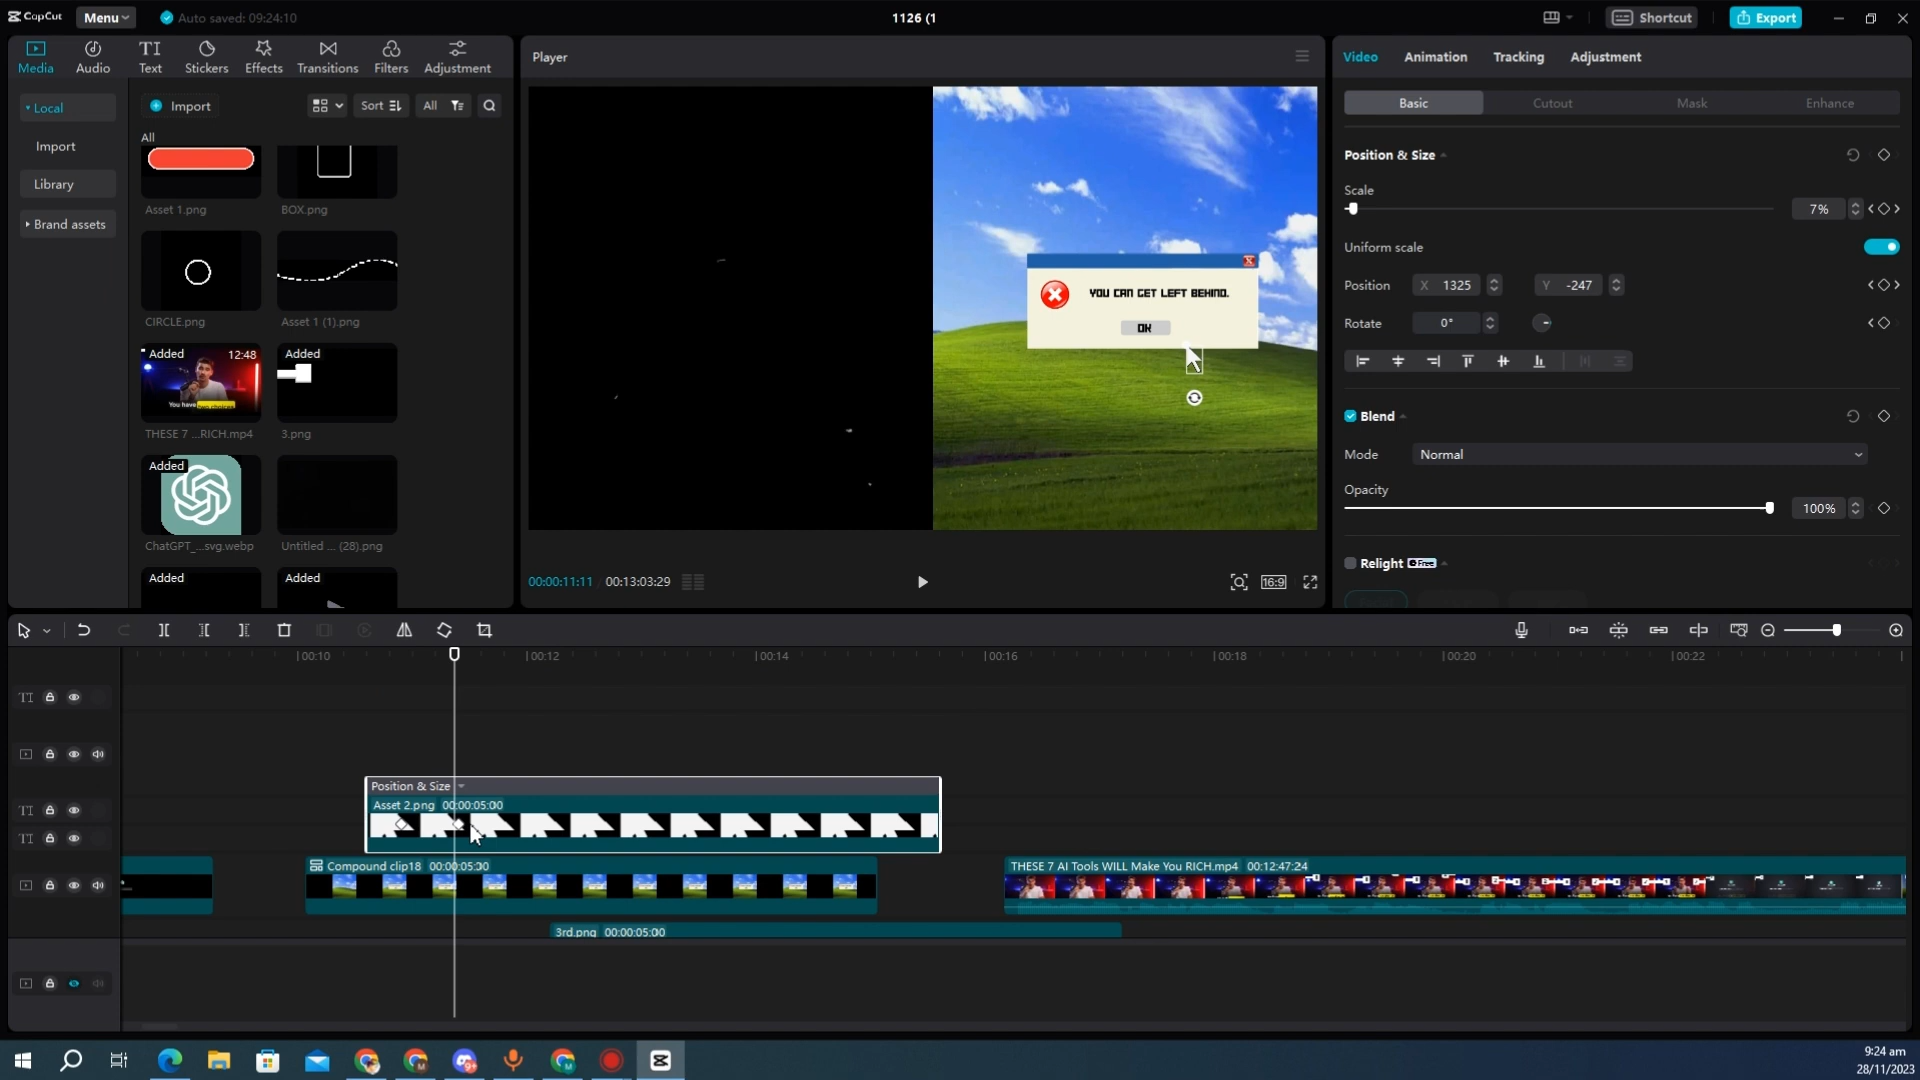 CapCut
Menu
Auto saved: 09:24:10
1126 (1
Shortcut
Export
Media
Audio
Text
Stickers
Effects
Transitions
Filters
Adjustment
Local
Import
Library
Brand assets
Import
Sort
All
All
Asset 1.png
BOX.png
CIRCLE.png
Asset 1 (1).png
Added
12:48
THESE 7 ...RICH.mp4
Added
3.png
Added
ChatGPT_...svg.webp
Untitled ... (28).png
Added
Added
Player
YOU CAN GET LEFT BEHIND.
OK
00:00:11:11
00:13:03:29
16:9
Video
Animation
Tracking
Adjustment
Basic
Cutout
Mask
Enhance
Position & Size
Scale
7%
Uniform scale
Position
X 1325
Y -247
Rotate
0°
Blend
Mode
Normal
Opacity
100%
Relight
Free
00:10
00:12
00:14
00:16
00:18
00:20
00:22
Position & Size
Asset 2.png 00:00:05:00
Compound clip18 00:00:05:00
THESE 7 AI Tools WILL Make You RICH.mp4 00:12:47:24
3rd.png 00:00:05:00
9:24 am
28/11/2023